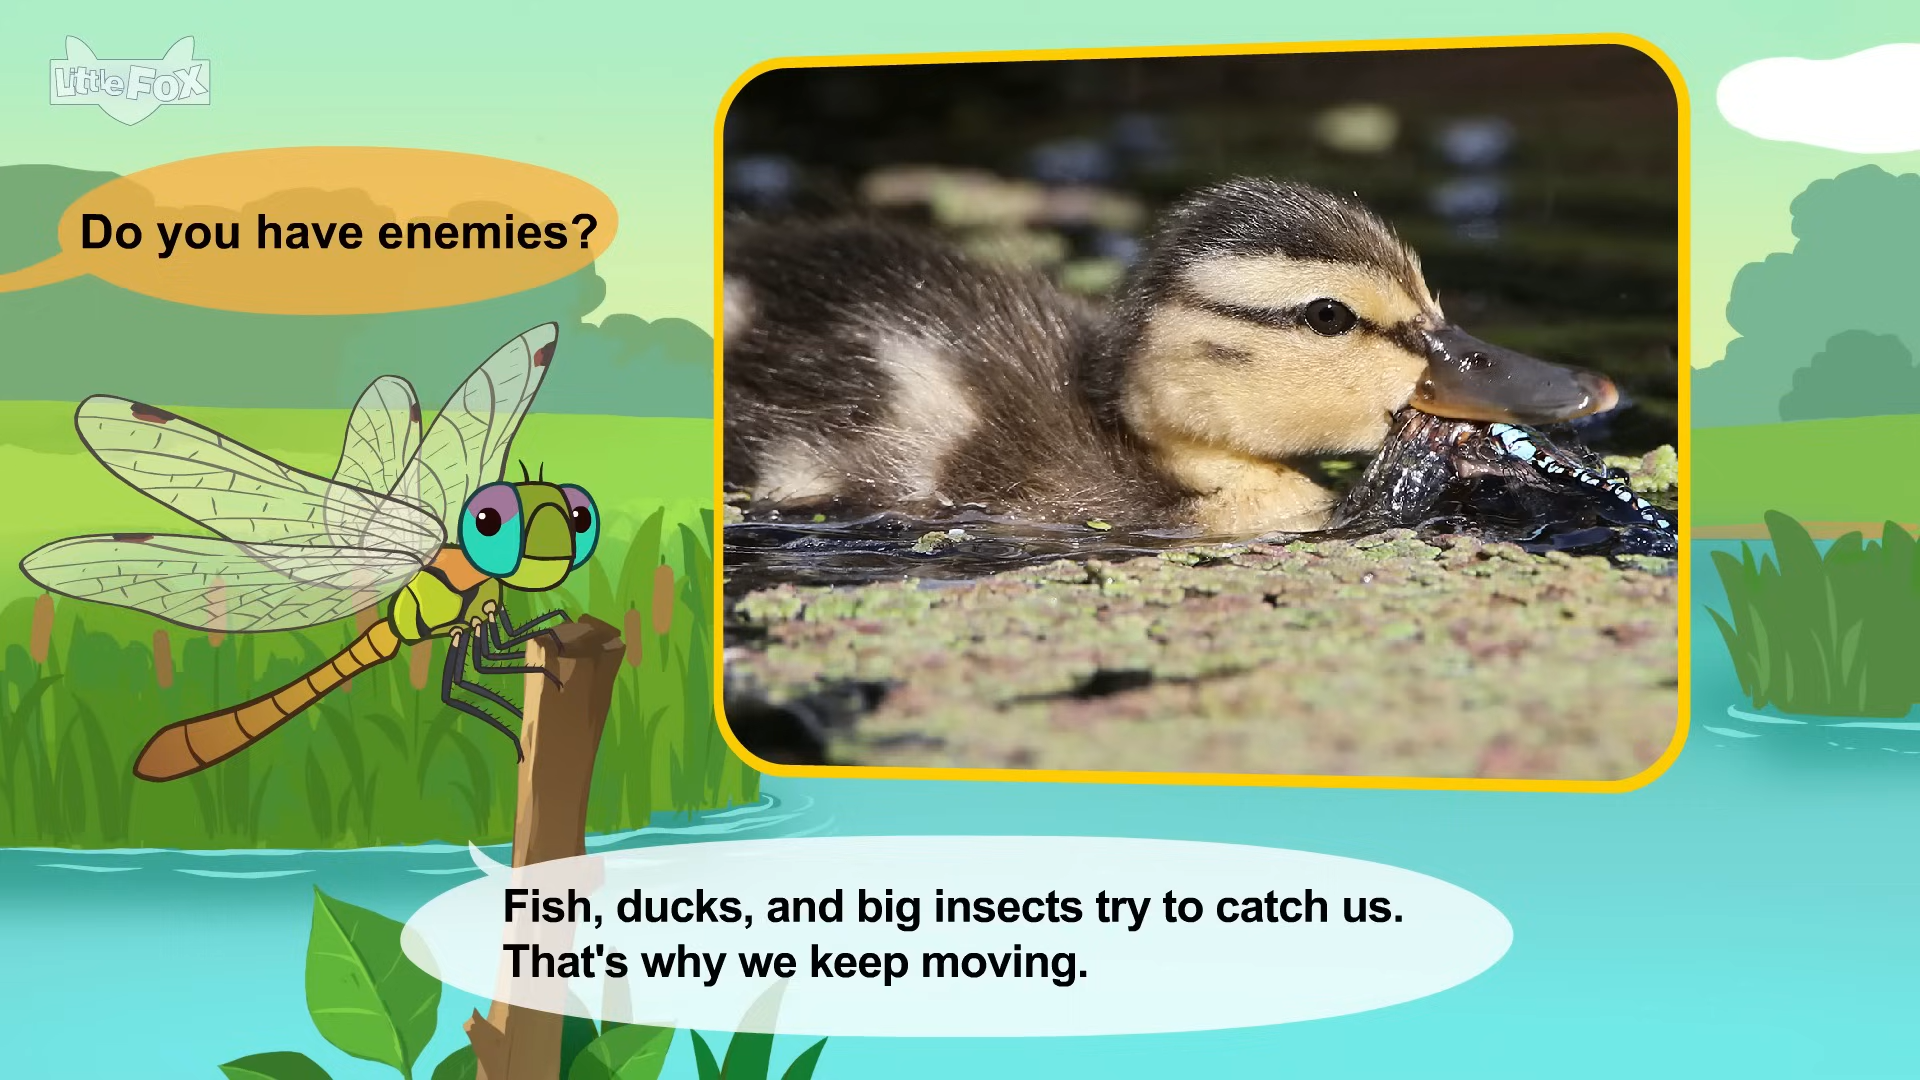 Little Fox
Do you have enemies?
Fish, ducks, and big insects try to catch us.
That's why we keep moving.